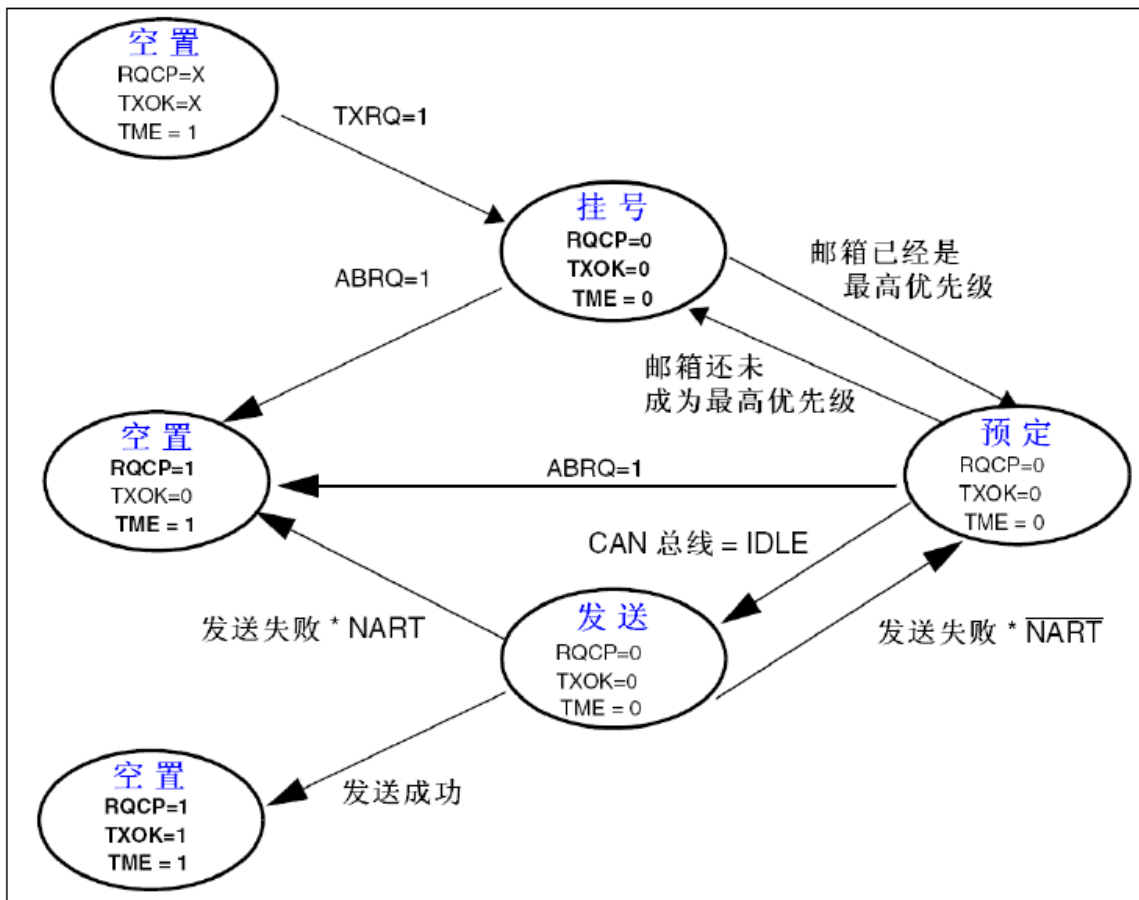 空置
RQCP=X
TXOK=X
TME = 1
TXRQ=1
挂号
RQCP=0
TXOK=0
TME = 0
ABRQ=1
邮箱已经是
最高优先级
邮箱还未
成为最高优先级
空置
RQCP=1
TXOK=0
TME = 1
ABRQ=1
预定
RQCP=0
TXOK=0
TME = 0
CAN 总线 = IDLE
发送失败 * NART
发送
RQCP=0
TXOK=0
TME = 0
发送失败 * N̅A̅R̅T̅
空置
RQCP=1
TXOK=1
TME = 1
发送成功